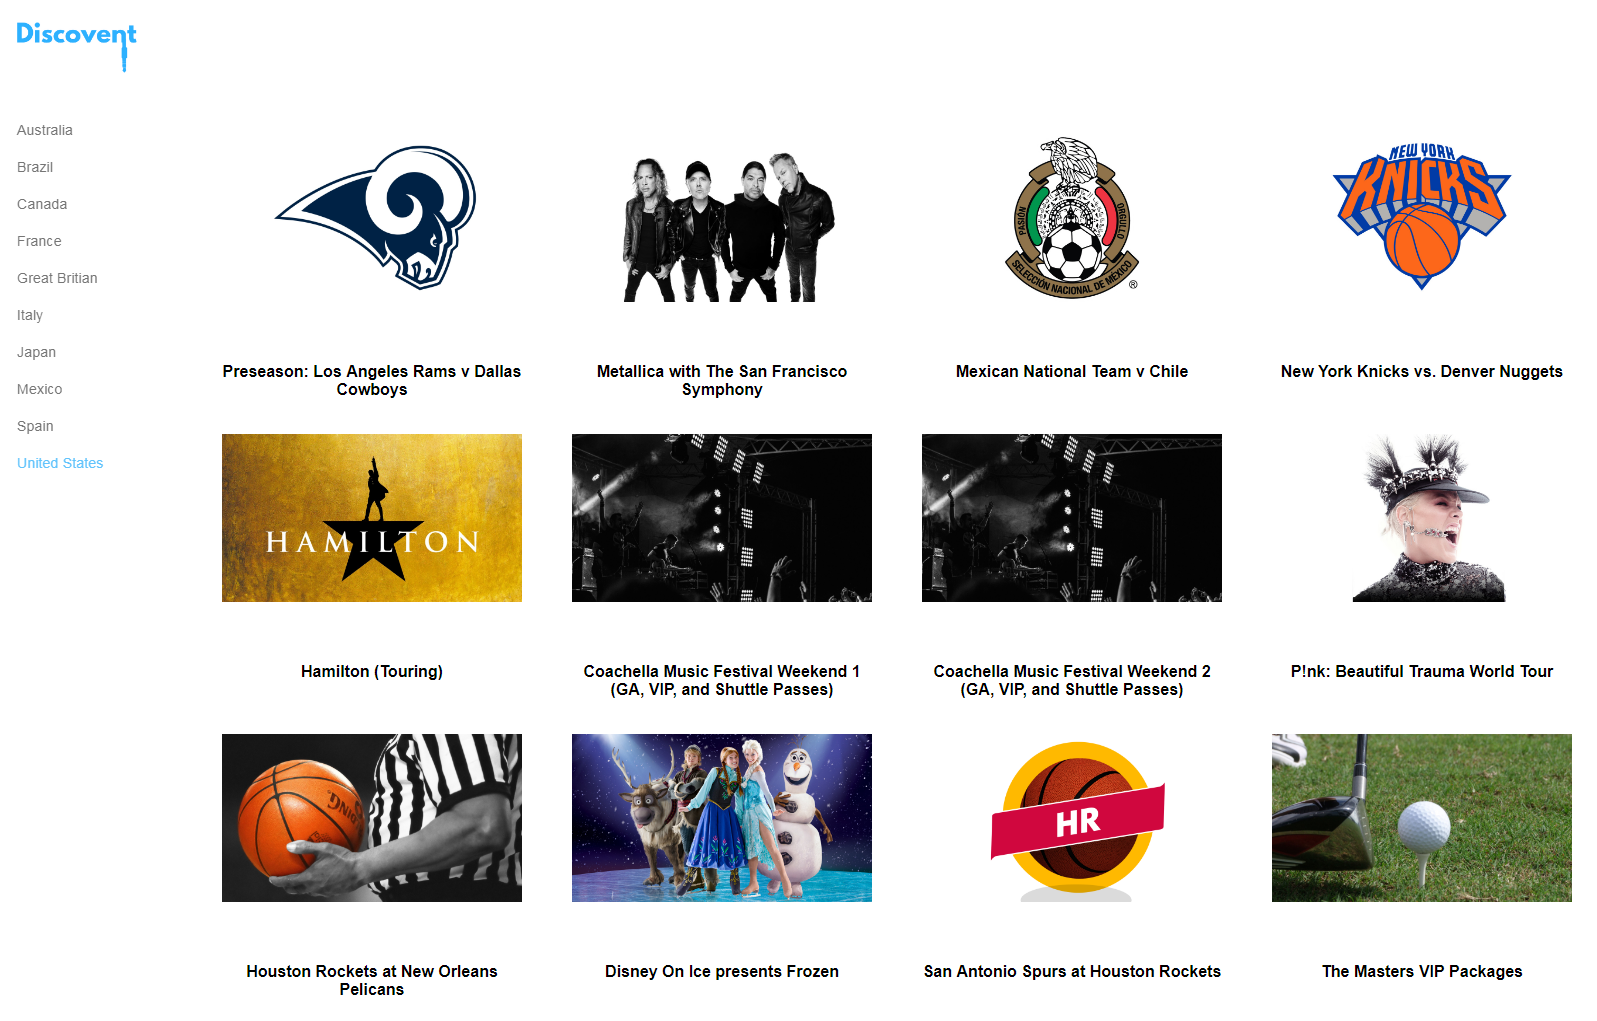 Discovent
Australia
Brazil
Canada
France
Great Britian
Italy
Japan
Mexico
Spain
United States
PASIÓN
ORGULLO
SELECCIÓN NACIONAL DE MÉXICO
®
NEW YORK
KNICKS
Preseason: Los Angeles Rams v Dallas
Cowboys
Metallica with The San Francisco
Symphony
Mexican National Team v Chile
New York Knicks vs. Denver Nuggets
HAMILTON
Hamilton (Touring)
Coachella Music Festival Weekend 1
(GA, VIP, and Shuttle Passes)
Coachella Music Festival Weekend 2
(GA, VIP, and Shuttle Passes)
P!nk: Beautiful Trauma World Tour
HR
Houston Rockets at New Orleans
Pelicans
Disney On Ice presents Frozen
San Antonio Spurs at Houston Rockets
The Masters VIP Packages